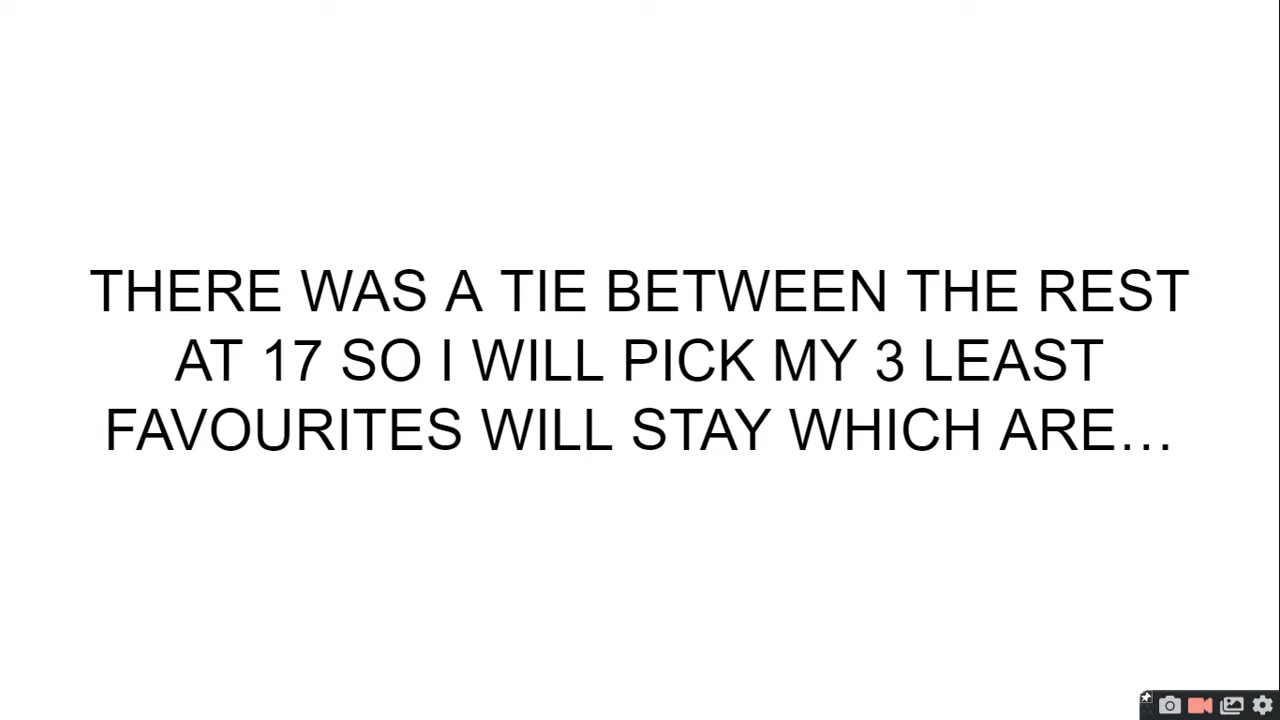 THERE WAS A TIE BETWEEN THE REST
AT 17 SO I WILL PICK MY 3 LEAST
FAVOURITES WILL STAY WHICH ARE…